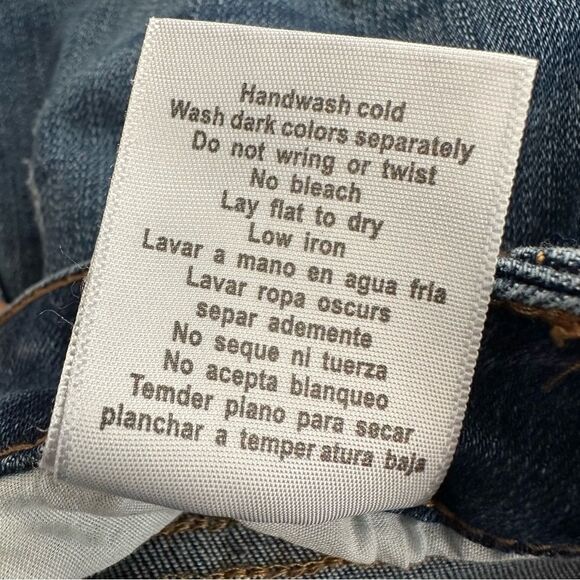 Handwash cold
Wash dark colors separately
Do not wring or twist
No bleach
Lay flat to dry
Low iron
Lavar a mano en agua fria
Lavar ropa oscurs
separ ademente
No seque ni tuerza
No acepta blanqueo
Temder plano para secar
planchar a temper atura baja